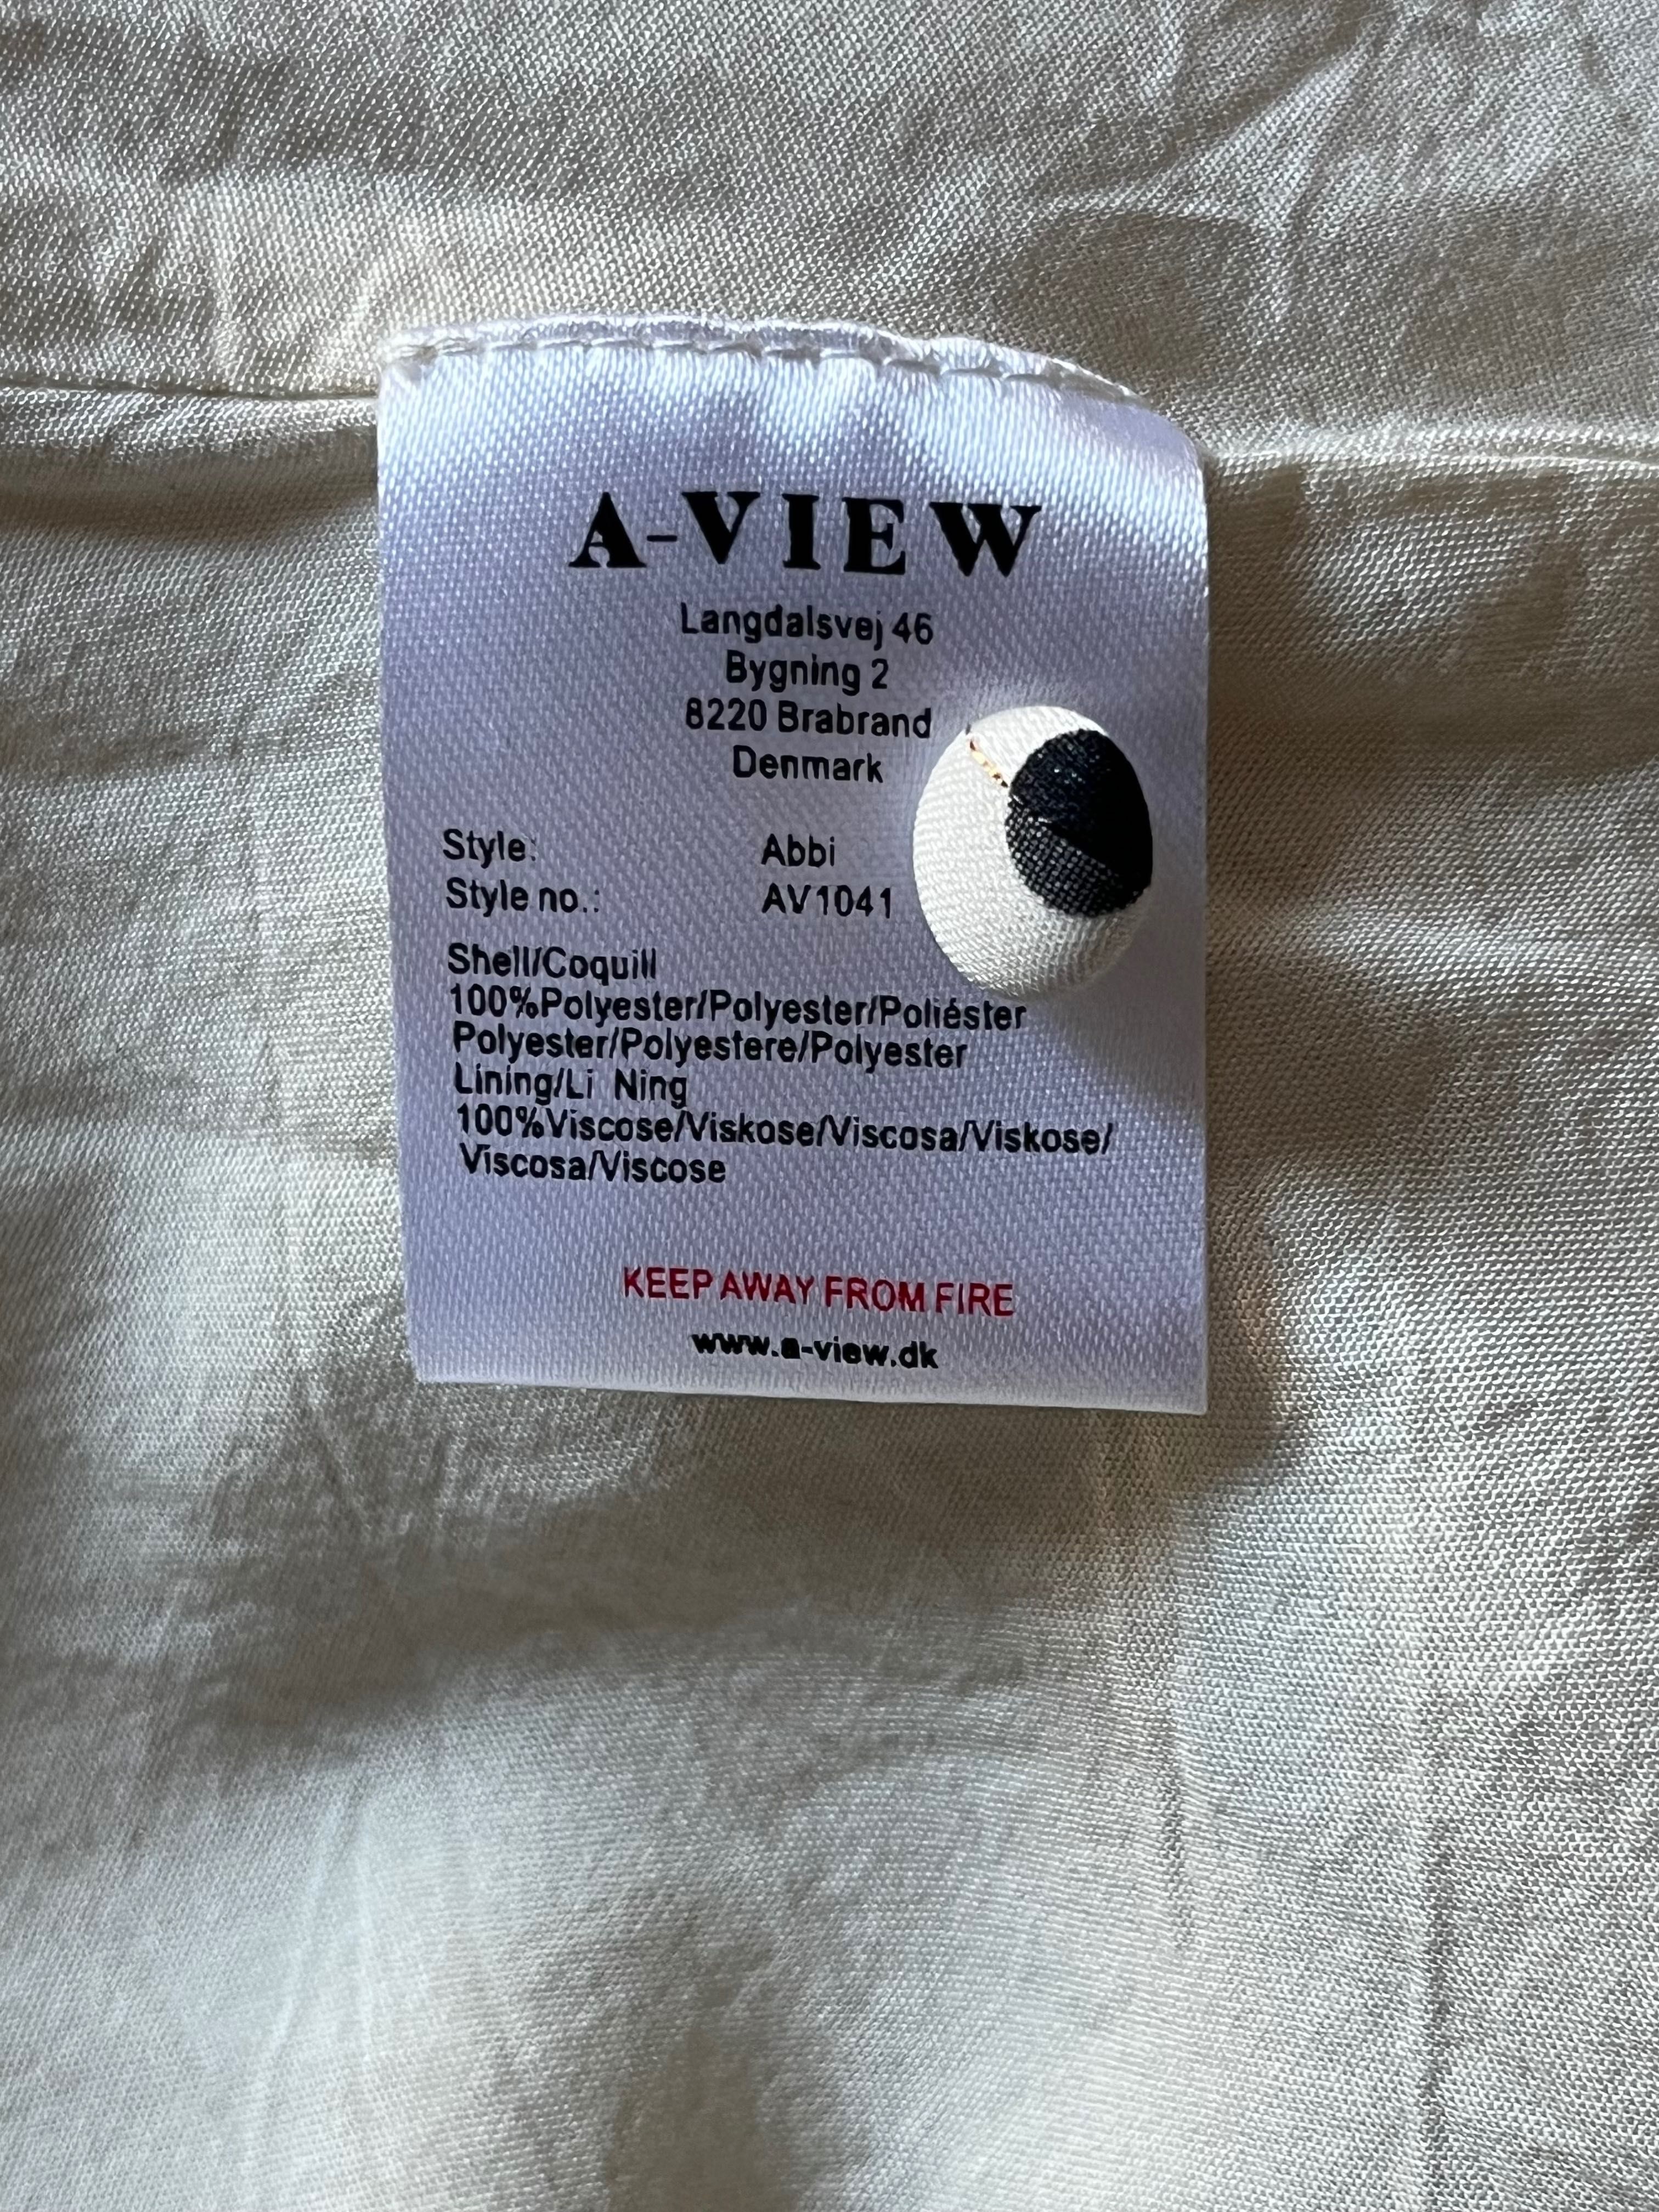 A-VIEW
Langdalsvej 46
Bygning 2
8220 Brabrand
Denmark
Style: Abbi
Style no.: AV1041
Shell/Coquill
100%Polyester/Polyester/Poliéster
Polyester/Polyestere/Polyester
Lining/Li Ning
100%Viscose/Viskose/Viscosa/Viskose/
Viscosa/Viscose
KEEP AWAY FROM FIRE
www.a-view.dk